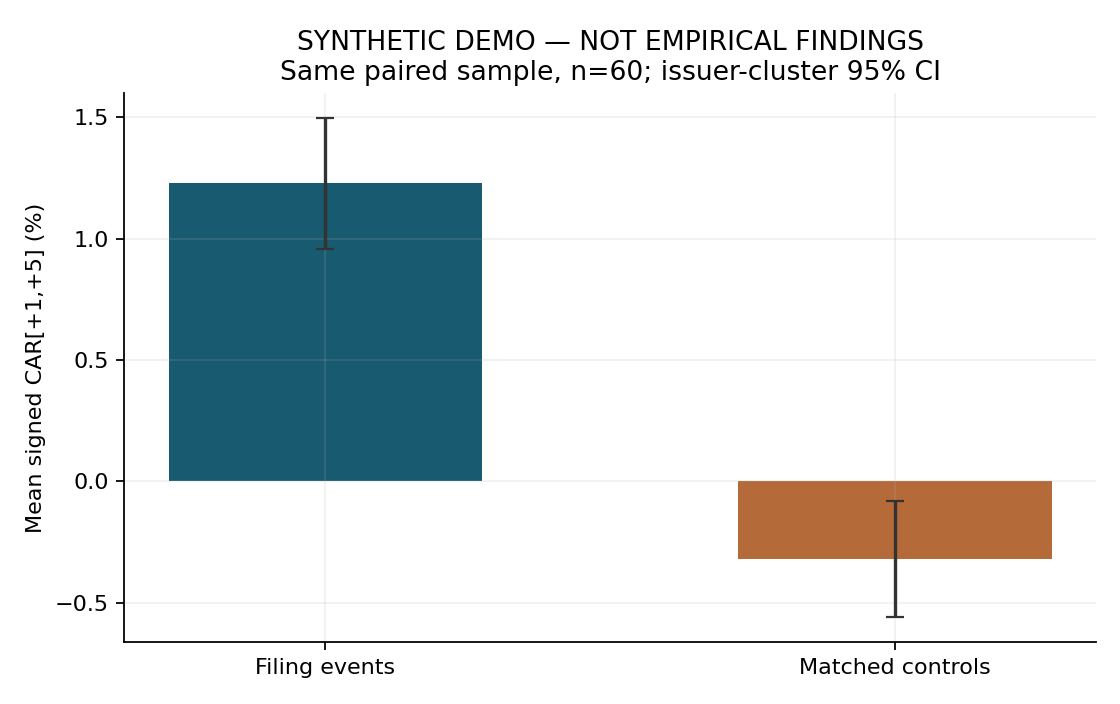 SYNTHETIC DEMO — NOT EMPIRICAL FINDINGS
Same paired sample, n=60; issuer-cluster 95% CI
Mean signed CAR[+1,+5] (%)
1.5
1.0
0.5
0.0
−0.5
Filing events
Matched controls